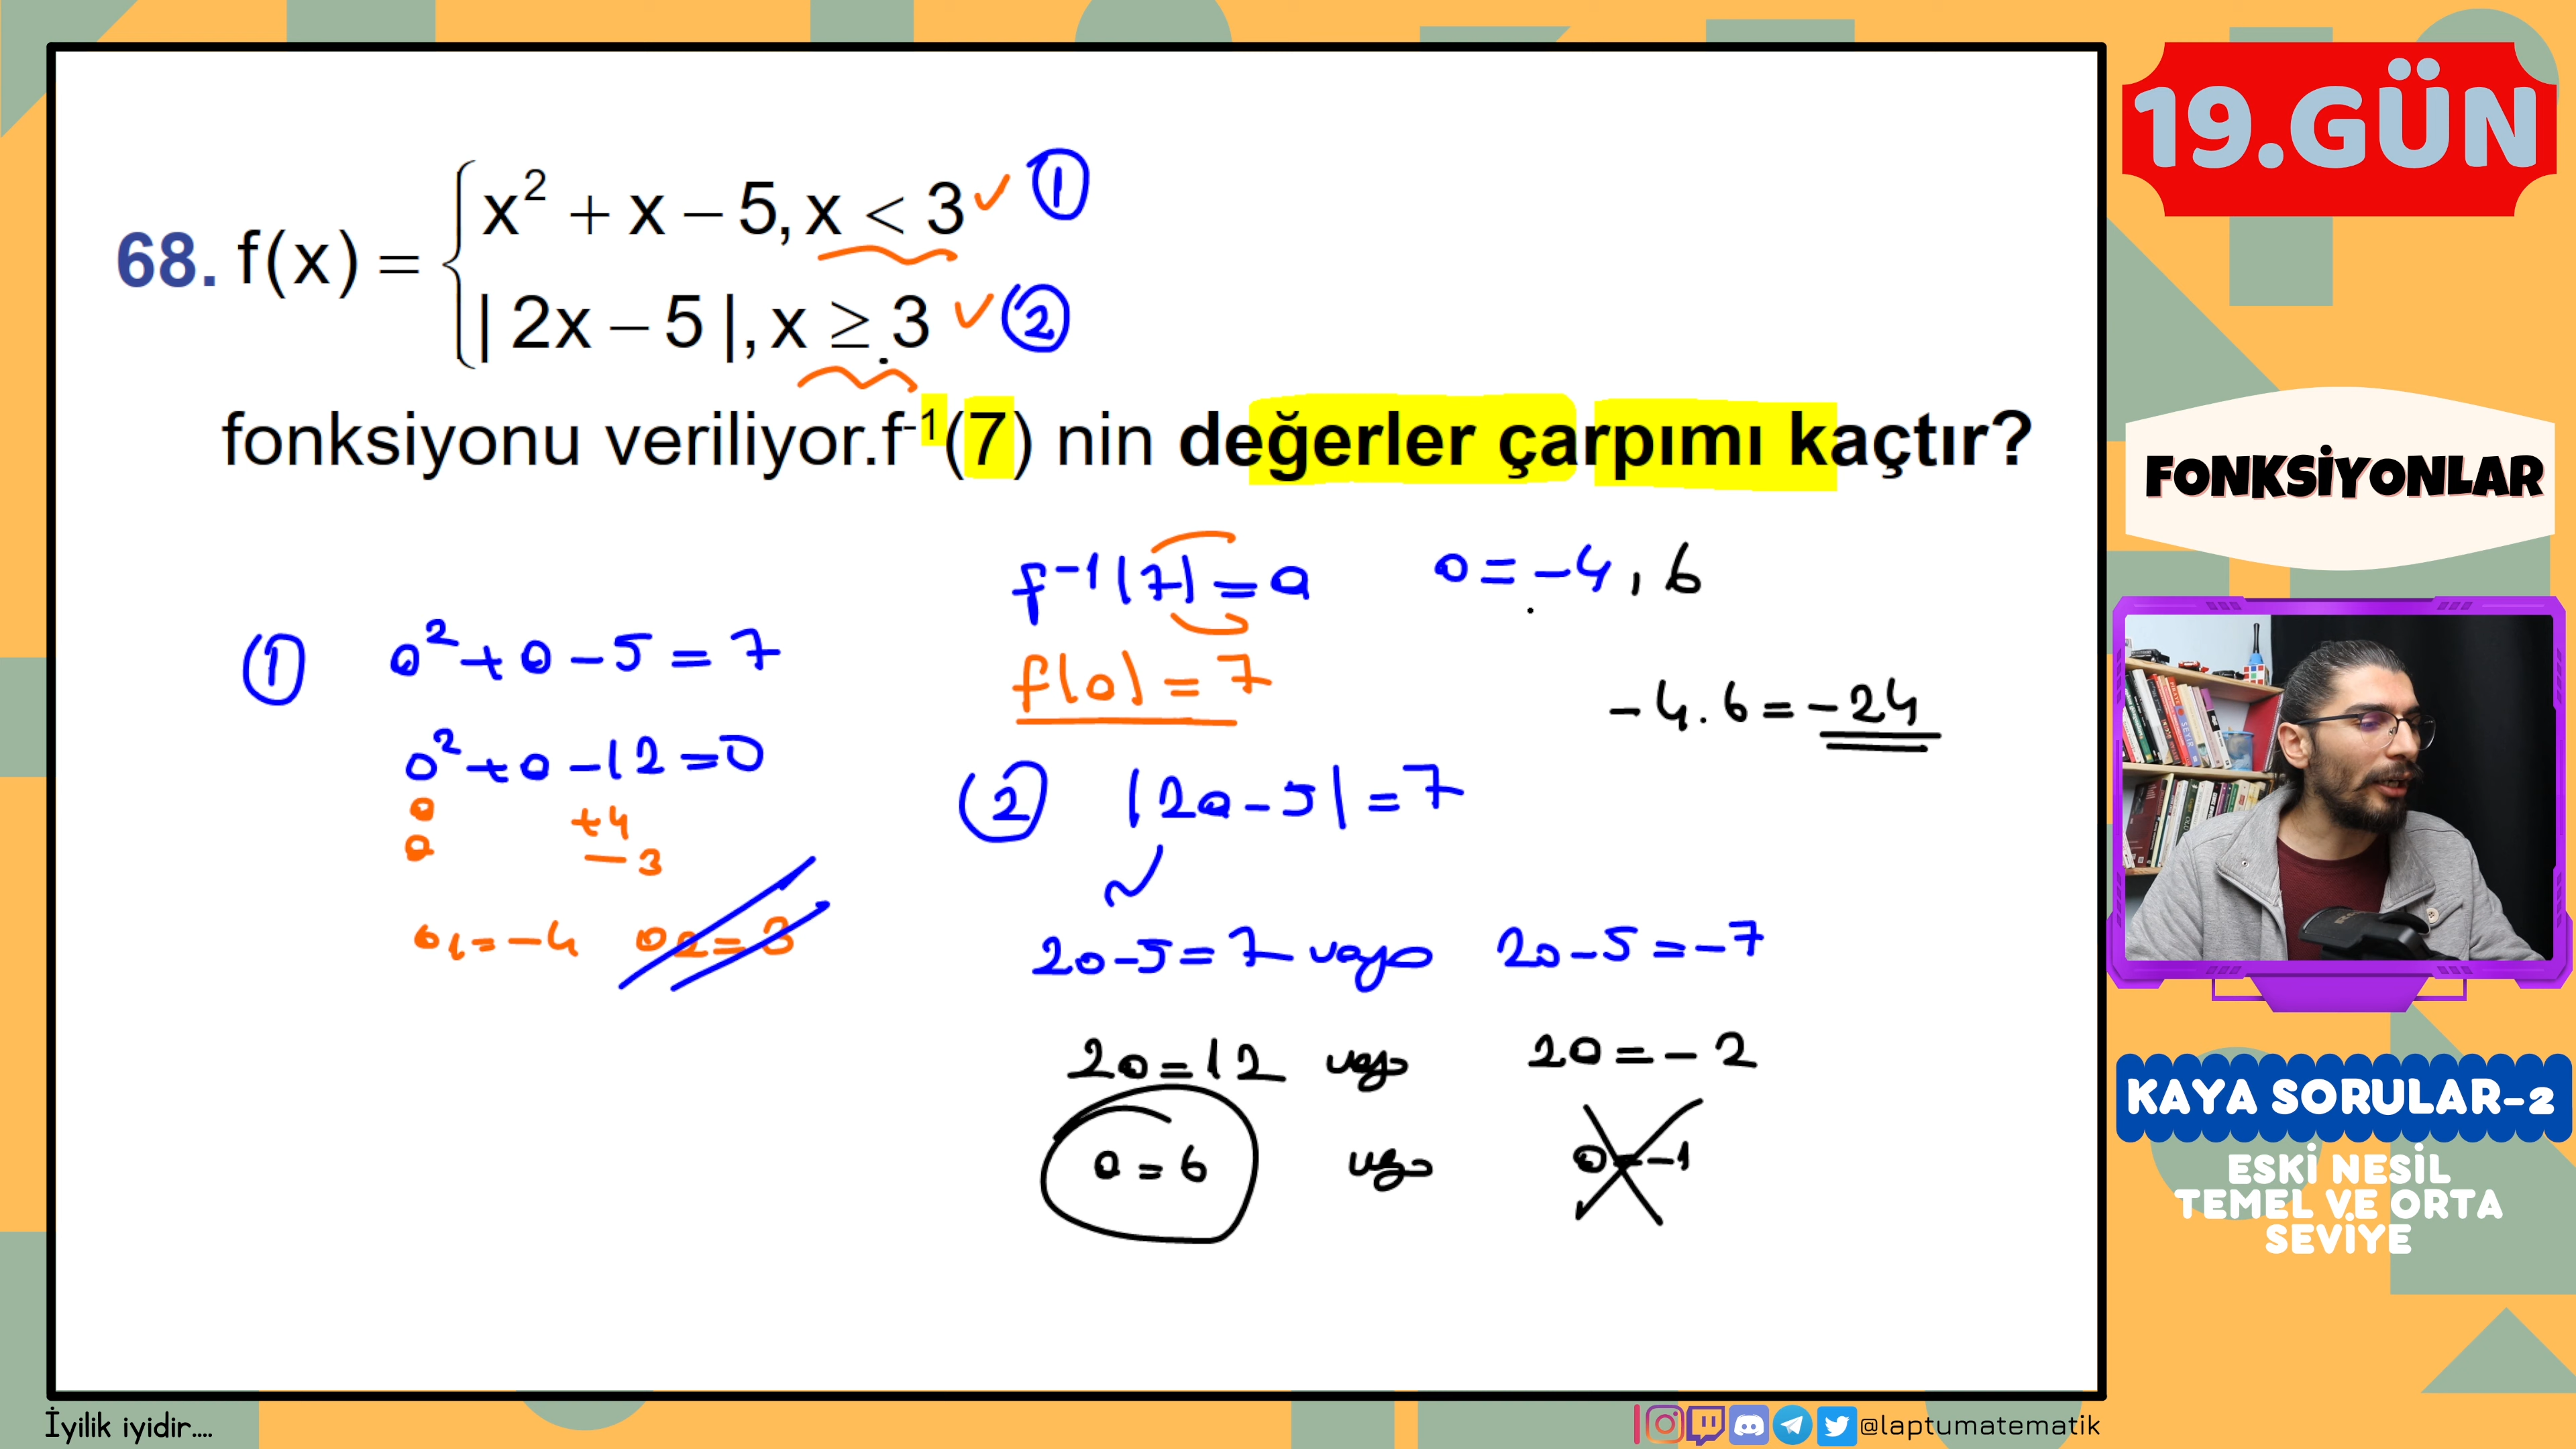 19.GÜN
68. f(x) = { x² + x − 5, x < 3 ✓ ①
| 2x − 5 |, x ≥ 3 ✓ ②
fonksiyonu veriliyor.f⁻¹(7) nin değerler çarpımı kaçtır?
FONKSİYONLAR
f⁻¹(7) = a
a = -4, 6
f(a) = 7
-4.6 = -24
① a² + a - 5 = 7
a² + a - 12 = 0
a +4
a -3
a₁ = -4 a₂ = 3
② |2a - 5| = 7
2a - 5 = 7 veya 2a - 5 = -7
2a = 12 veya 2a = -2
a = 6 veya a = -1
KAYA SORULAR-2
ESKİ NESİL
TEMEL VE ORTA
SEVİYE
İyilik iyidir....
@laptumatematik